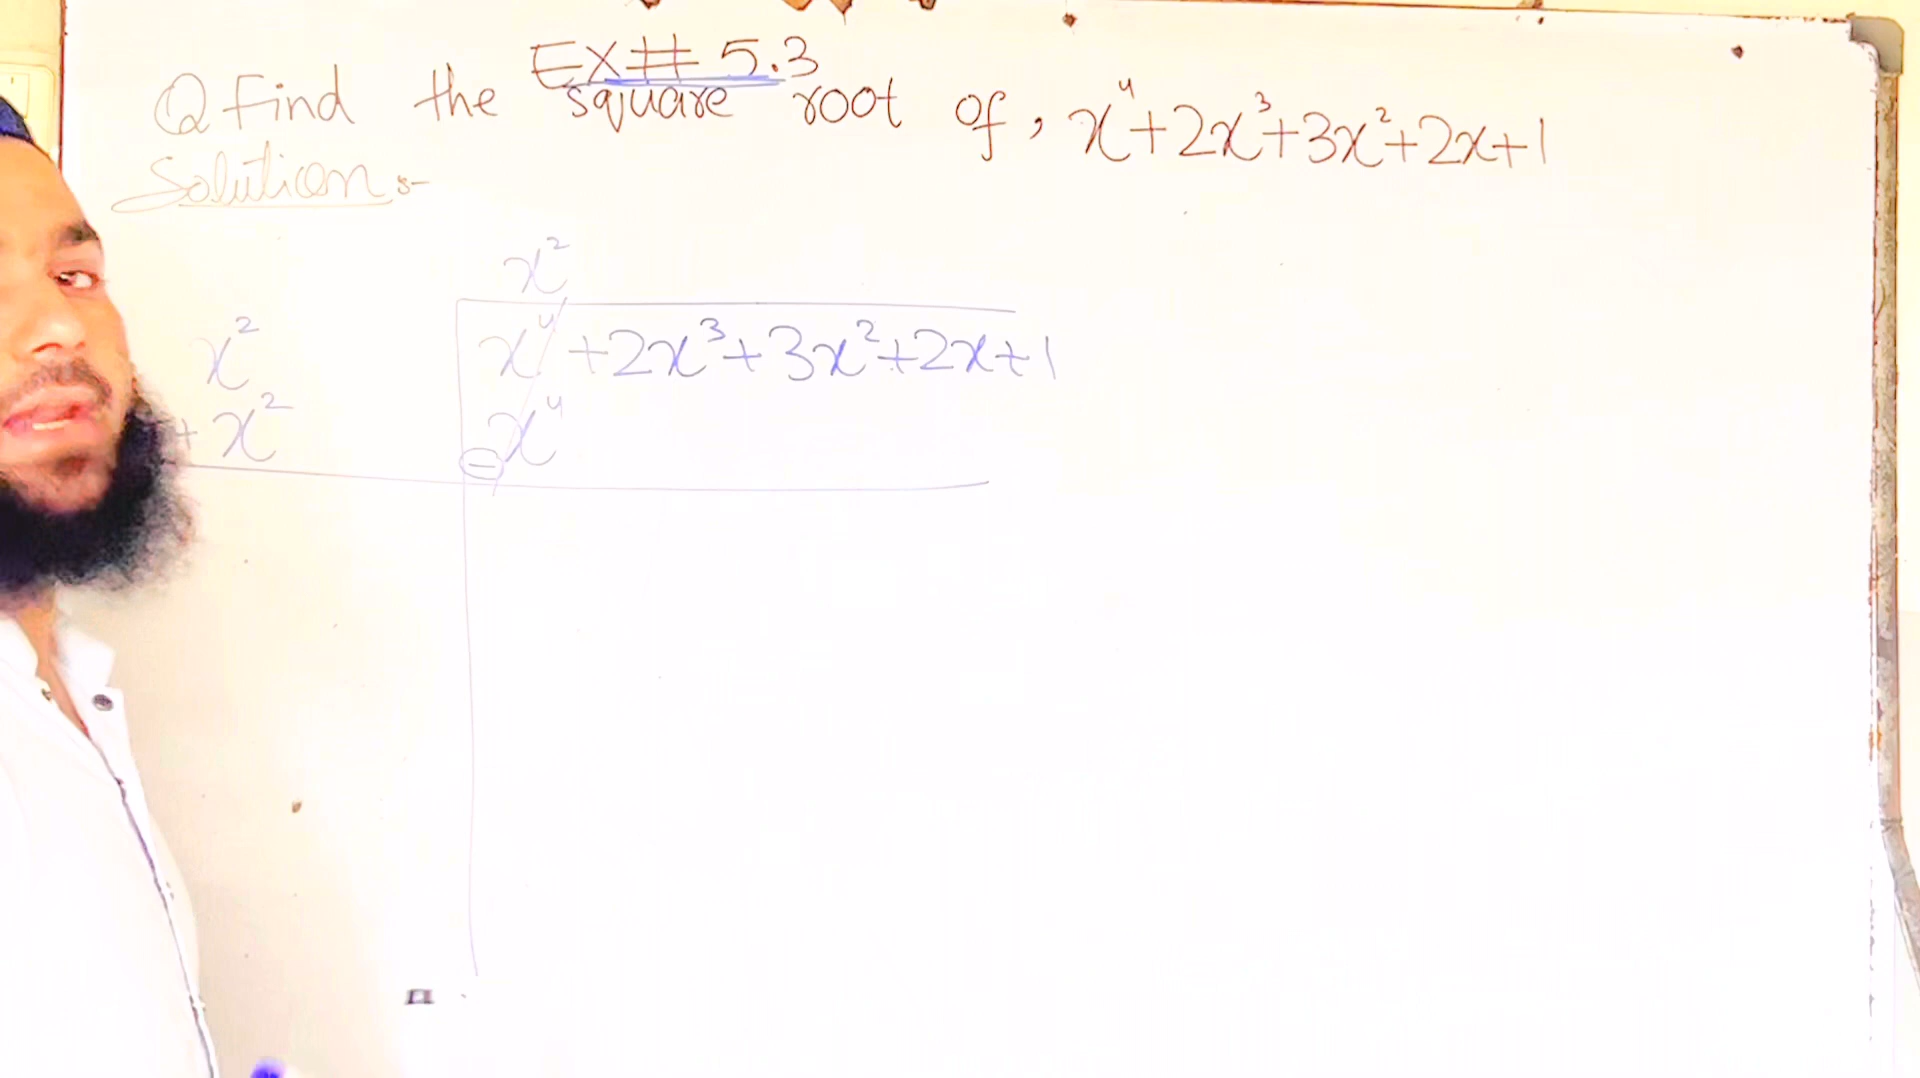 EX# 5.3
Q Find the square root of, x⁴+2x³+3x²+2x+1
Solution:-
x²
x² x⁴+2x³+3x²+2x+1
+x² -x⁴